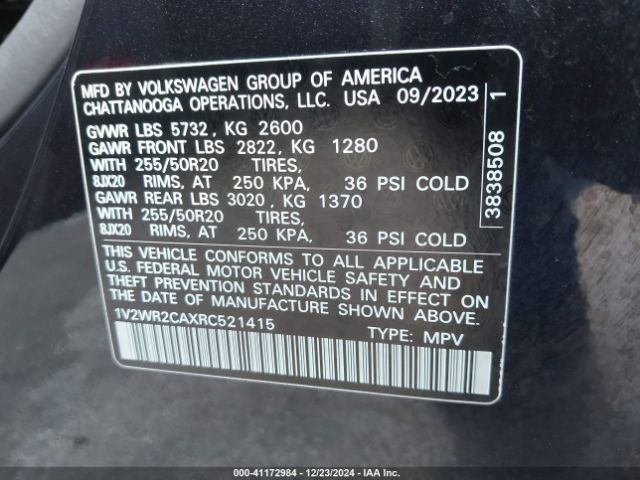 MFD BY VOLKSWAGEN GROUP OF AMERICA
CHATTANOOGA OPERATIONS, LLC. USA 09/2023
GVWR LBS 5732, KG 2600
GAWR FRONT LBS 2822, KG 1280
WITH 255/50R20 TIRES,
8JX20 RIMS, AT 250 KPA, 36 PSI COLD
GAWR REAR LBS 3020, KG 1370
WITH 255/50R20 TIRES,
8JX20 RIMS, AT 250 KPA, 36 PSI COLD
THIS VEHICLE CONFORMS TO ALL APPLICABLE
U.S. FEDERAL MOTOR VEHICLE SAFETY AND
THEFT PREVENTION STANDARDS IN EFFECT ON
THE DATE OF MANUFACTURE SHOWN ABOVE.
1V2WR2CAXRC521415 TYPE: MPV
3838508 1
000-41172984 | 12/23/2024 | IAA Inc.